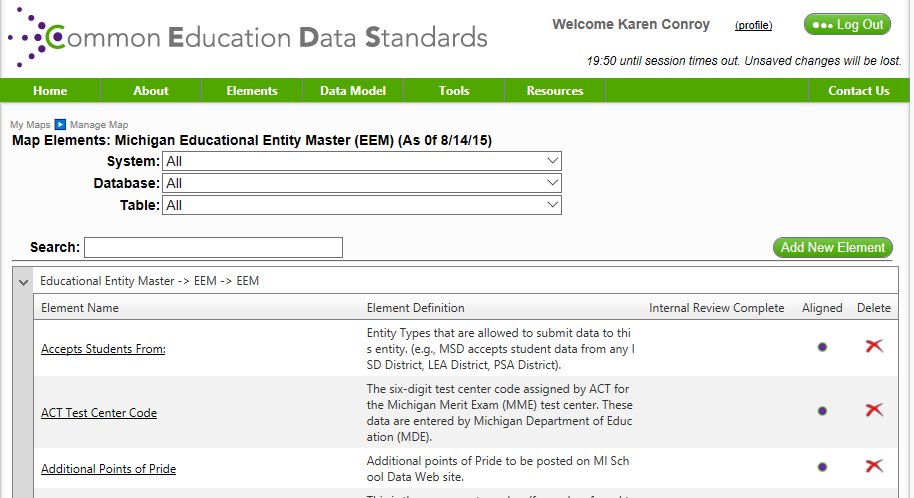 Common Education Data Standards
Welcome Karen Conroy (profile) Log Out
19:50 until session times out. Unsaved changes will be lost.
Home About Elements Data Model Tools Resources Contact Us
My Maps Manage Map
Map Elements: Michigan Educational Entity Master (EEM) (As 0f 8/14/15)
System: All
Database: All
Table: All
Search: Add New Element
Educational Entity Master -> EEM -> EEM
Element Name Element Definition Internal Review Complete Aligned Delete
Accepts Students From:
Entity Types that are allowed to submit data to thi
s entity. (e.g., MSD accepts student data from any I
SD District, LEA District, PSA District).
ACT Test Center Code
The six-digit test center code assigned by ACT for
the Michigan Merit Exam (MME) test center. These
data are entered by Michigan Department of Educ
ation (MDE).
Additional Points of Pride
Additional points of Pride to be posted on MI Sch
ool Data Web site.